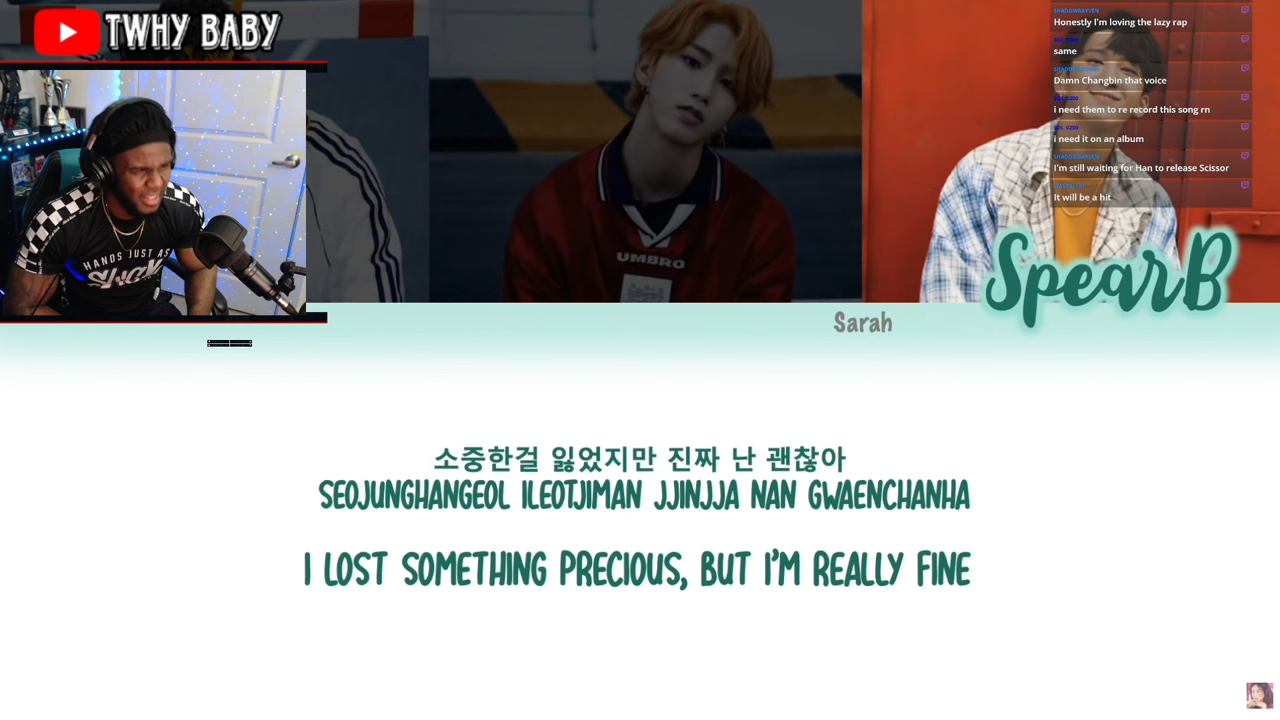 TWHY BABY
HANDS JUST AS
UMBRO
SHADOWRAYVEN
Honestly I'm loving the lazy rap
same
SHADOWRAYVEN
Damn Changbin that voice
i need them to re record this song rn
i need it on an album
SHADOWRAYVEN
I'm still waiting for Han to release Scissor
It will be a hit
SpearB
Sarah
소중한걸 잃었지만 진짜 난 괜찮아
SEOJUNGHANGEOL ILEOTJIMAN JJINJJA NAN GWAENCHANHA
I LOST SOMETHING PRECIOUS, BUT I'M REALLY FINE